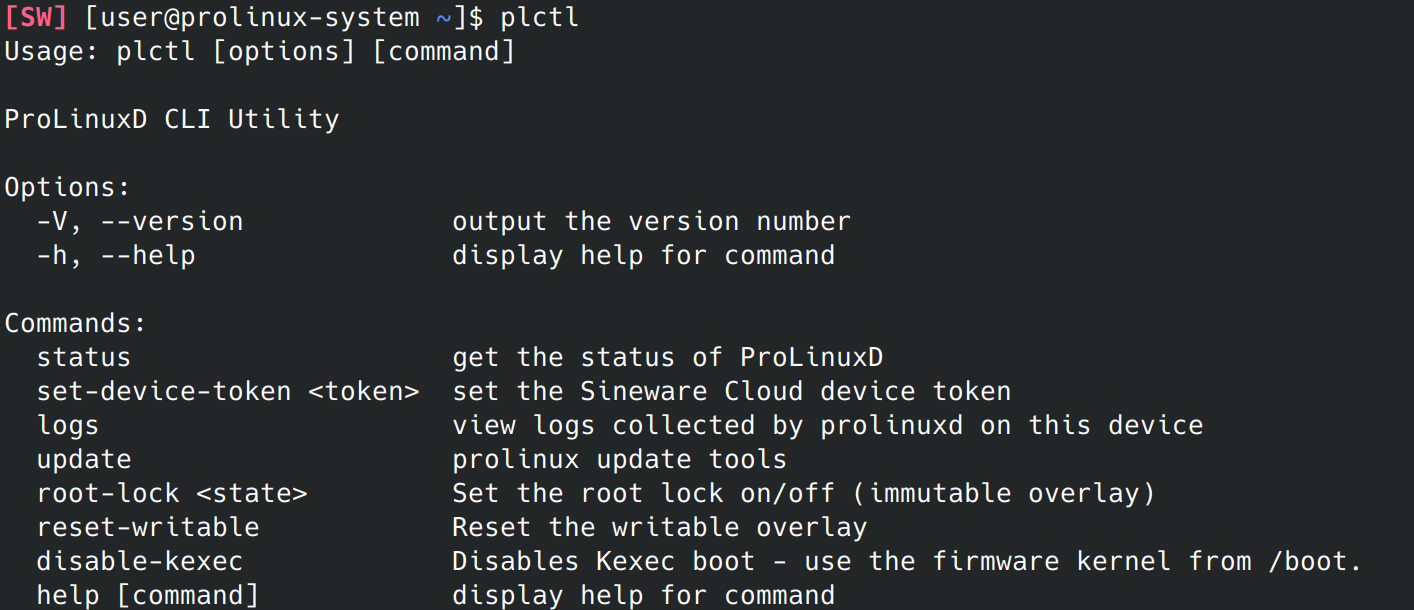 [SW] [user@prolinux-system ~]$ plctl
Usage: plctl [options] [command]
ProLinuxD CLI Utility
Options:
-V, --version output the version number
-h, --help display help for command
Commands:
status get the status of ProLinuxD
set-device-token <token> set the Sineware Cloud device token
logs view logs collected by prolinuxd on this device
update prolinux update tools
root-lock <state> Set the root lock on/off (immutable overlay)
reset-writable Reset the writable overlay
disable-kexec Disables Kexec boot - use the firmware kernel from /boot.
help [command] display help for command